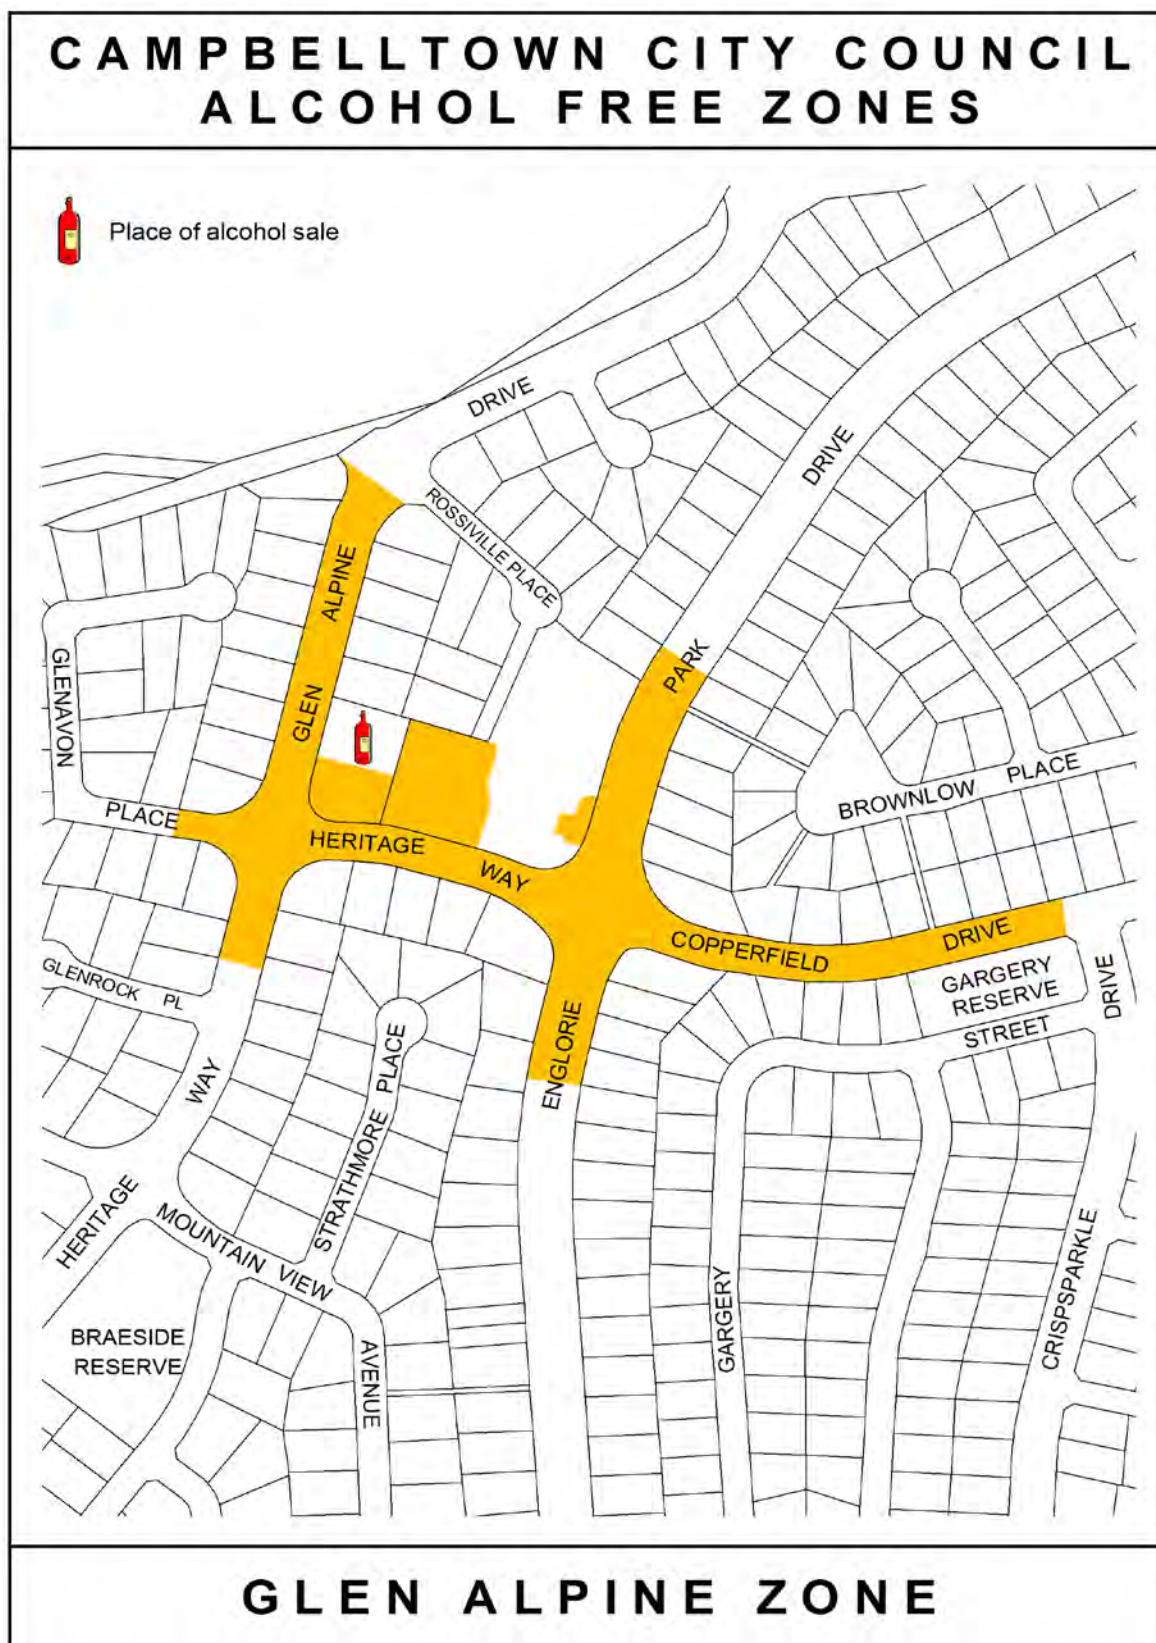 CAMPBELLTOWN CITY COUNCIL
ALCOHOL FREE ZONES
Place of alcohol sale
DRIVE
DRIVE
ROSSIVILLE PLACE
ALPINE
GLEN
PARK
GLENAVON
PLACE
HERITAGE
WAY
BROWNLOW PLACE
COPPERFIELD
DRIVE
GARGERY
RESERVE
STREET
DRIVE
GLENROCK PL
ENGLORIE
WAY
STRATHMORE PLACE
HERITAGE
MOUNTAIN VIEW
AVENUE
BRAESIDE
RESERVE
GARGERY
CRISPSPARKLE
GLEN ALPINE ZONE